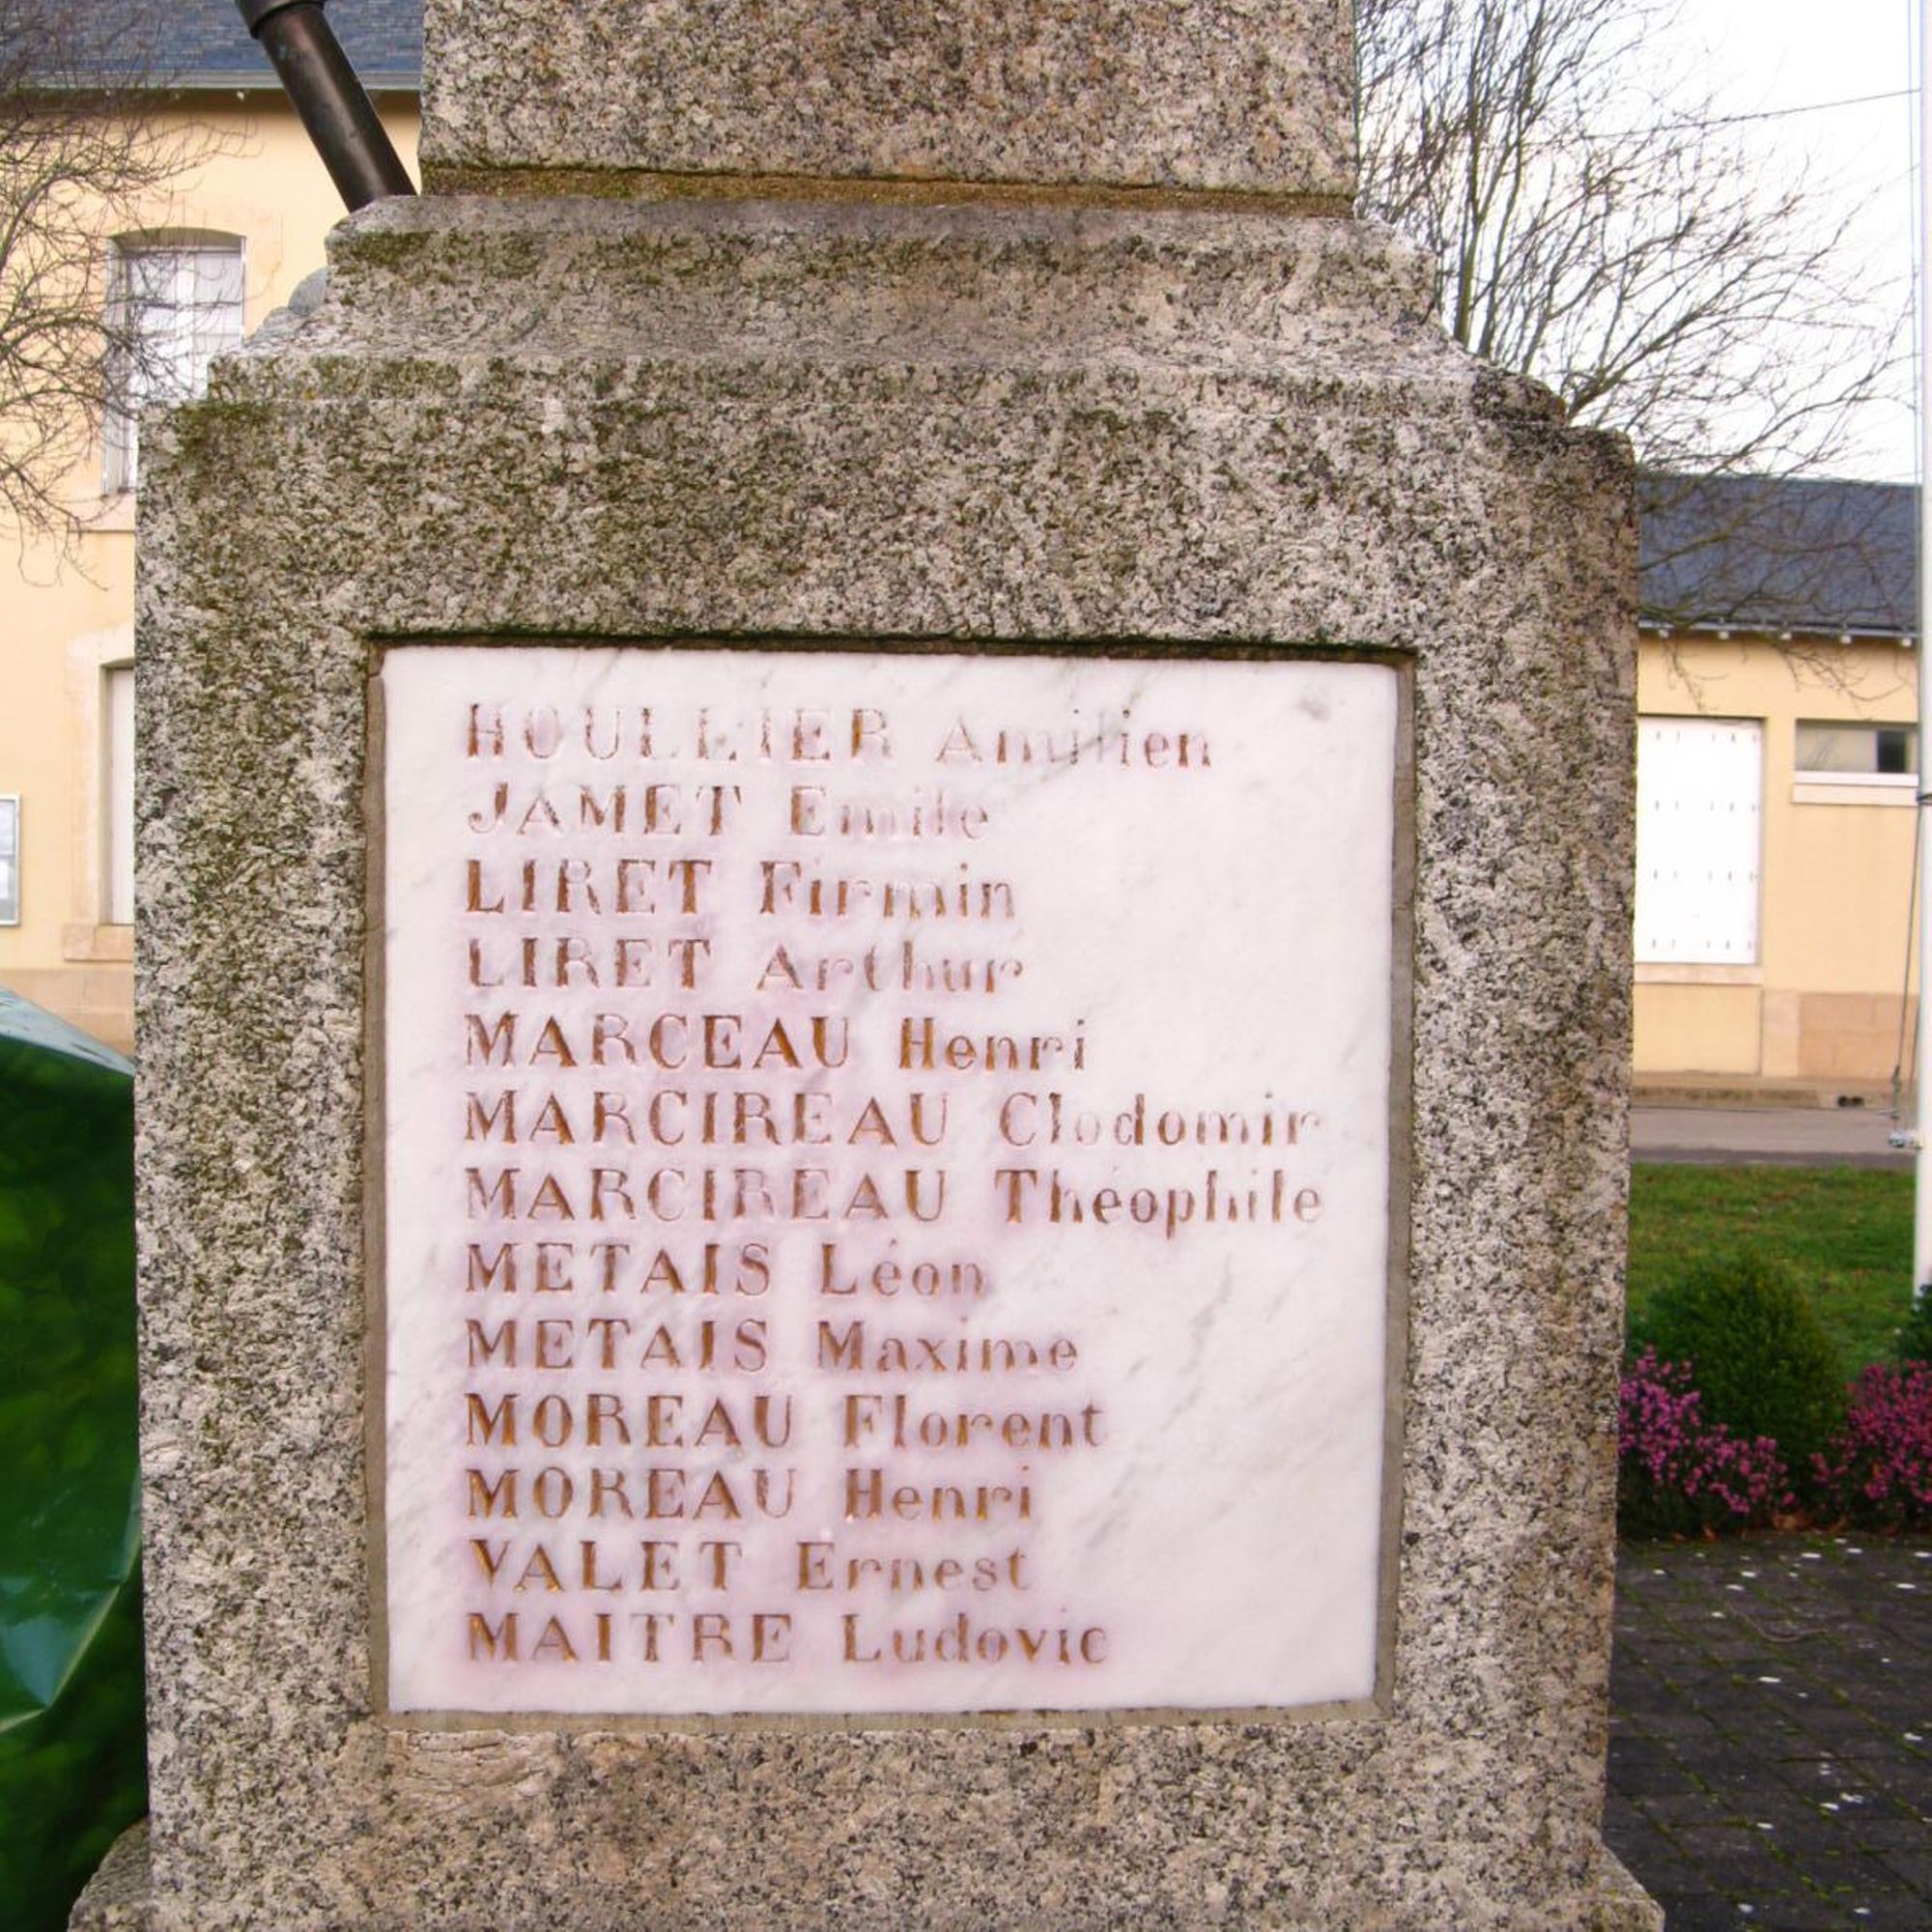 HOULLIER Amilien
JAMET Emile
LIRET Firmin
LIRET Arthur
MARCEAU Henri
MARCIREAU Clodomir
MARCIREAU Théophile
METAIS Léon
METAIS Maxime
MOREAU Florent
MOREAU Henri
VALET Ernest
MAITRE Ludovic